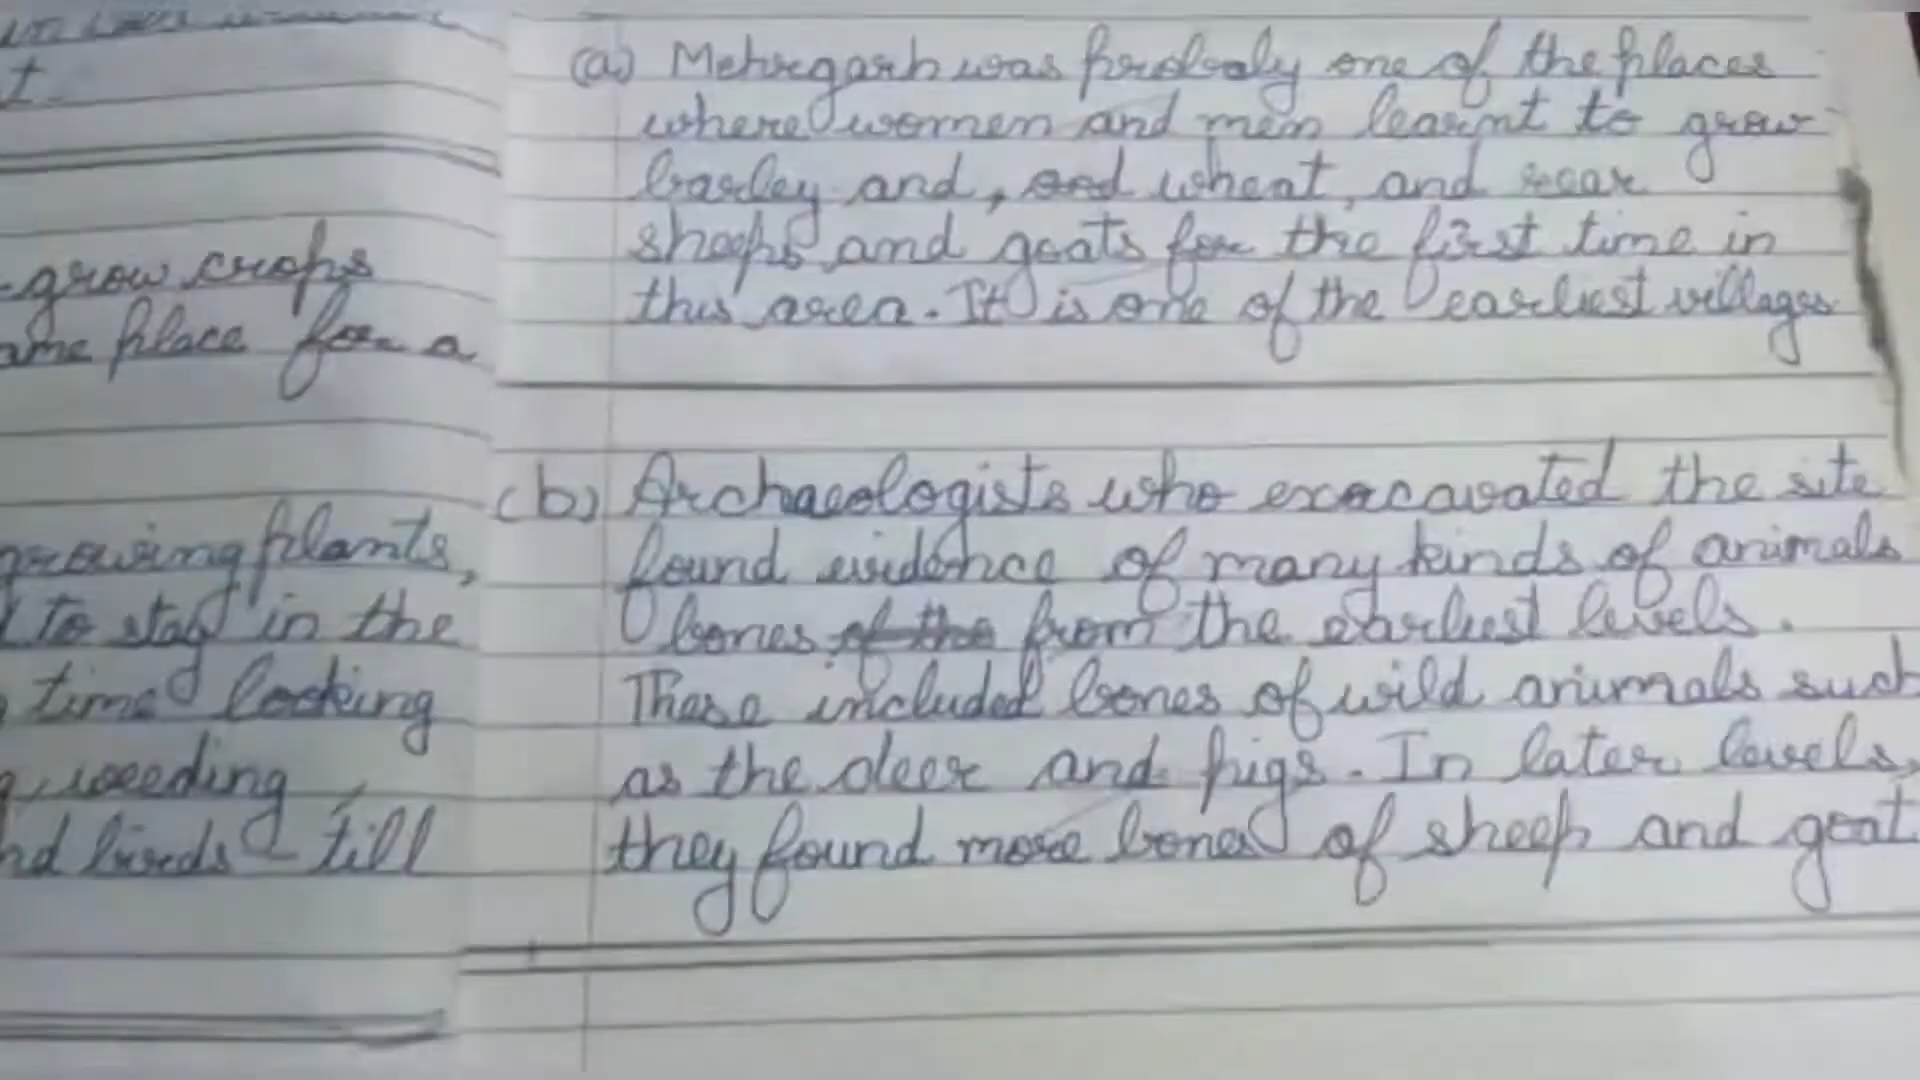 t.
grow crops
ame place for a
growing plants,
to stay in the
time looking
weeding
nd birds till
(a) Mehrgarh was probaly one of the places
where women and men learnt to grow
barley and, and wheat, and rear
sheeps and goats for the first time in
this area. It is one of the earliest villages
(b) Archaeologists who exacavated the site
found evidence of many kinds of animals
bones of the from the earliest levels.
These included bones of wild animals such
as the deer and pigs. In later levels,
they found more bones of sheep and goat